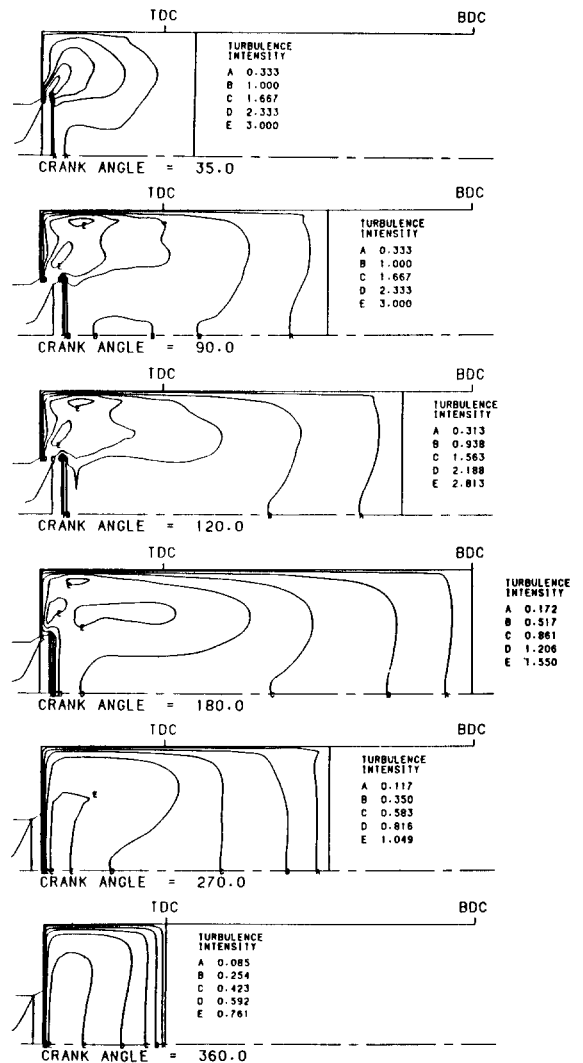 TDC BDC
TURBULENCE
INTENSITY
A 0.333
B 1.000
C 1.667
D 2.333
E 3.000
CRANK ANGLE = 35.0
TDC BDC
TURBULENCE
INTENSITY
A 0.333
B 1.000
C 1.667
D 2.333
E 3.000
CRANK ANGLE = 90.0
TDC BDC
TURBULENCE
INTENSITY
A 0.313
B 0.938
C 1.563
D 2.188
E 2.813
CRANK ANGLE = 120.0
TDC BDC
TURBULENCE
INTENSITY
A 0.172
B 0.517
C 0.861
D 1.206
E 1.550
CRANK ANGLE = 180.0
TDC BDC
TURBULENCE
INTENSITY
A 0.117
B 0.350
C 0.583
D 0.816
E 1.049
E
CRANK ANGLE = 270.0
TDC BDC
TURBULENCE
INTENSITY
A 0.085
B 0.254
C 0.423
D 0.592
E 0.761
CRANK ANGLE = 360.0